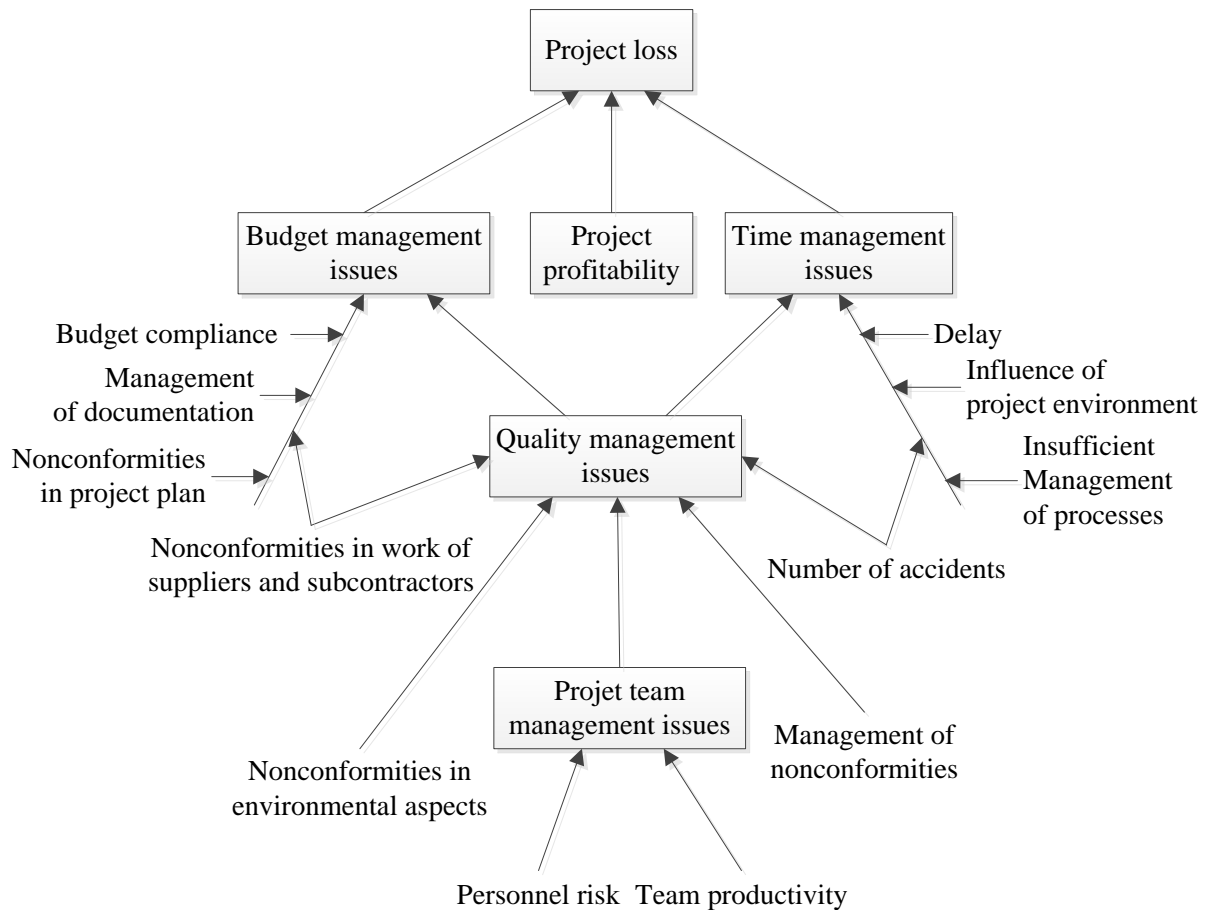 Project loss
Budget management
issues
Project
profitability
Time management
issues
Budget compliance
Delay
Management
of documentation
Influence of
project environment
Nonconformities
in project plan
Quality management
issues
Insufficient
Management
of processes
Nonconformities in work of
suppliers and subcontractors
Number of accidents
Projet team
management issues
Management of
nonconformities
Nonconformities in
environmental aspects
Personnel risk
Team productivity